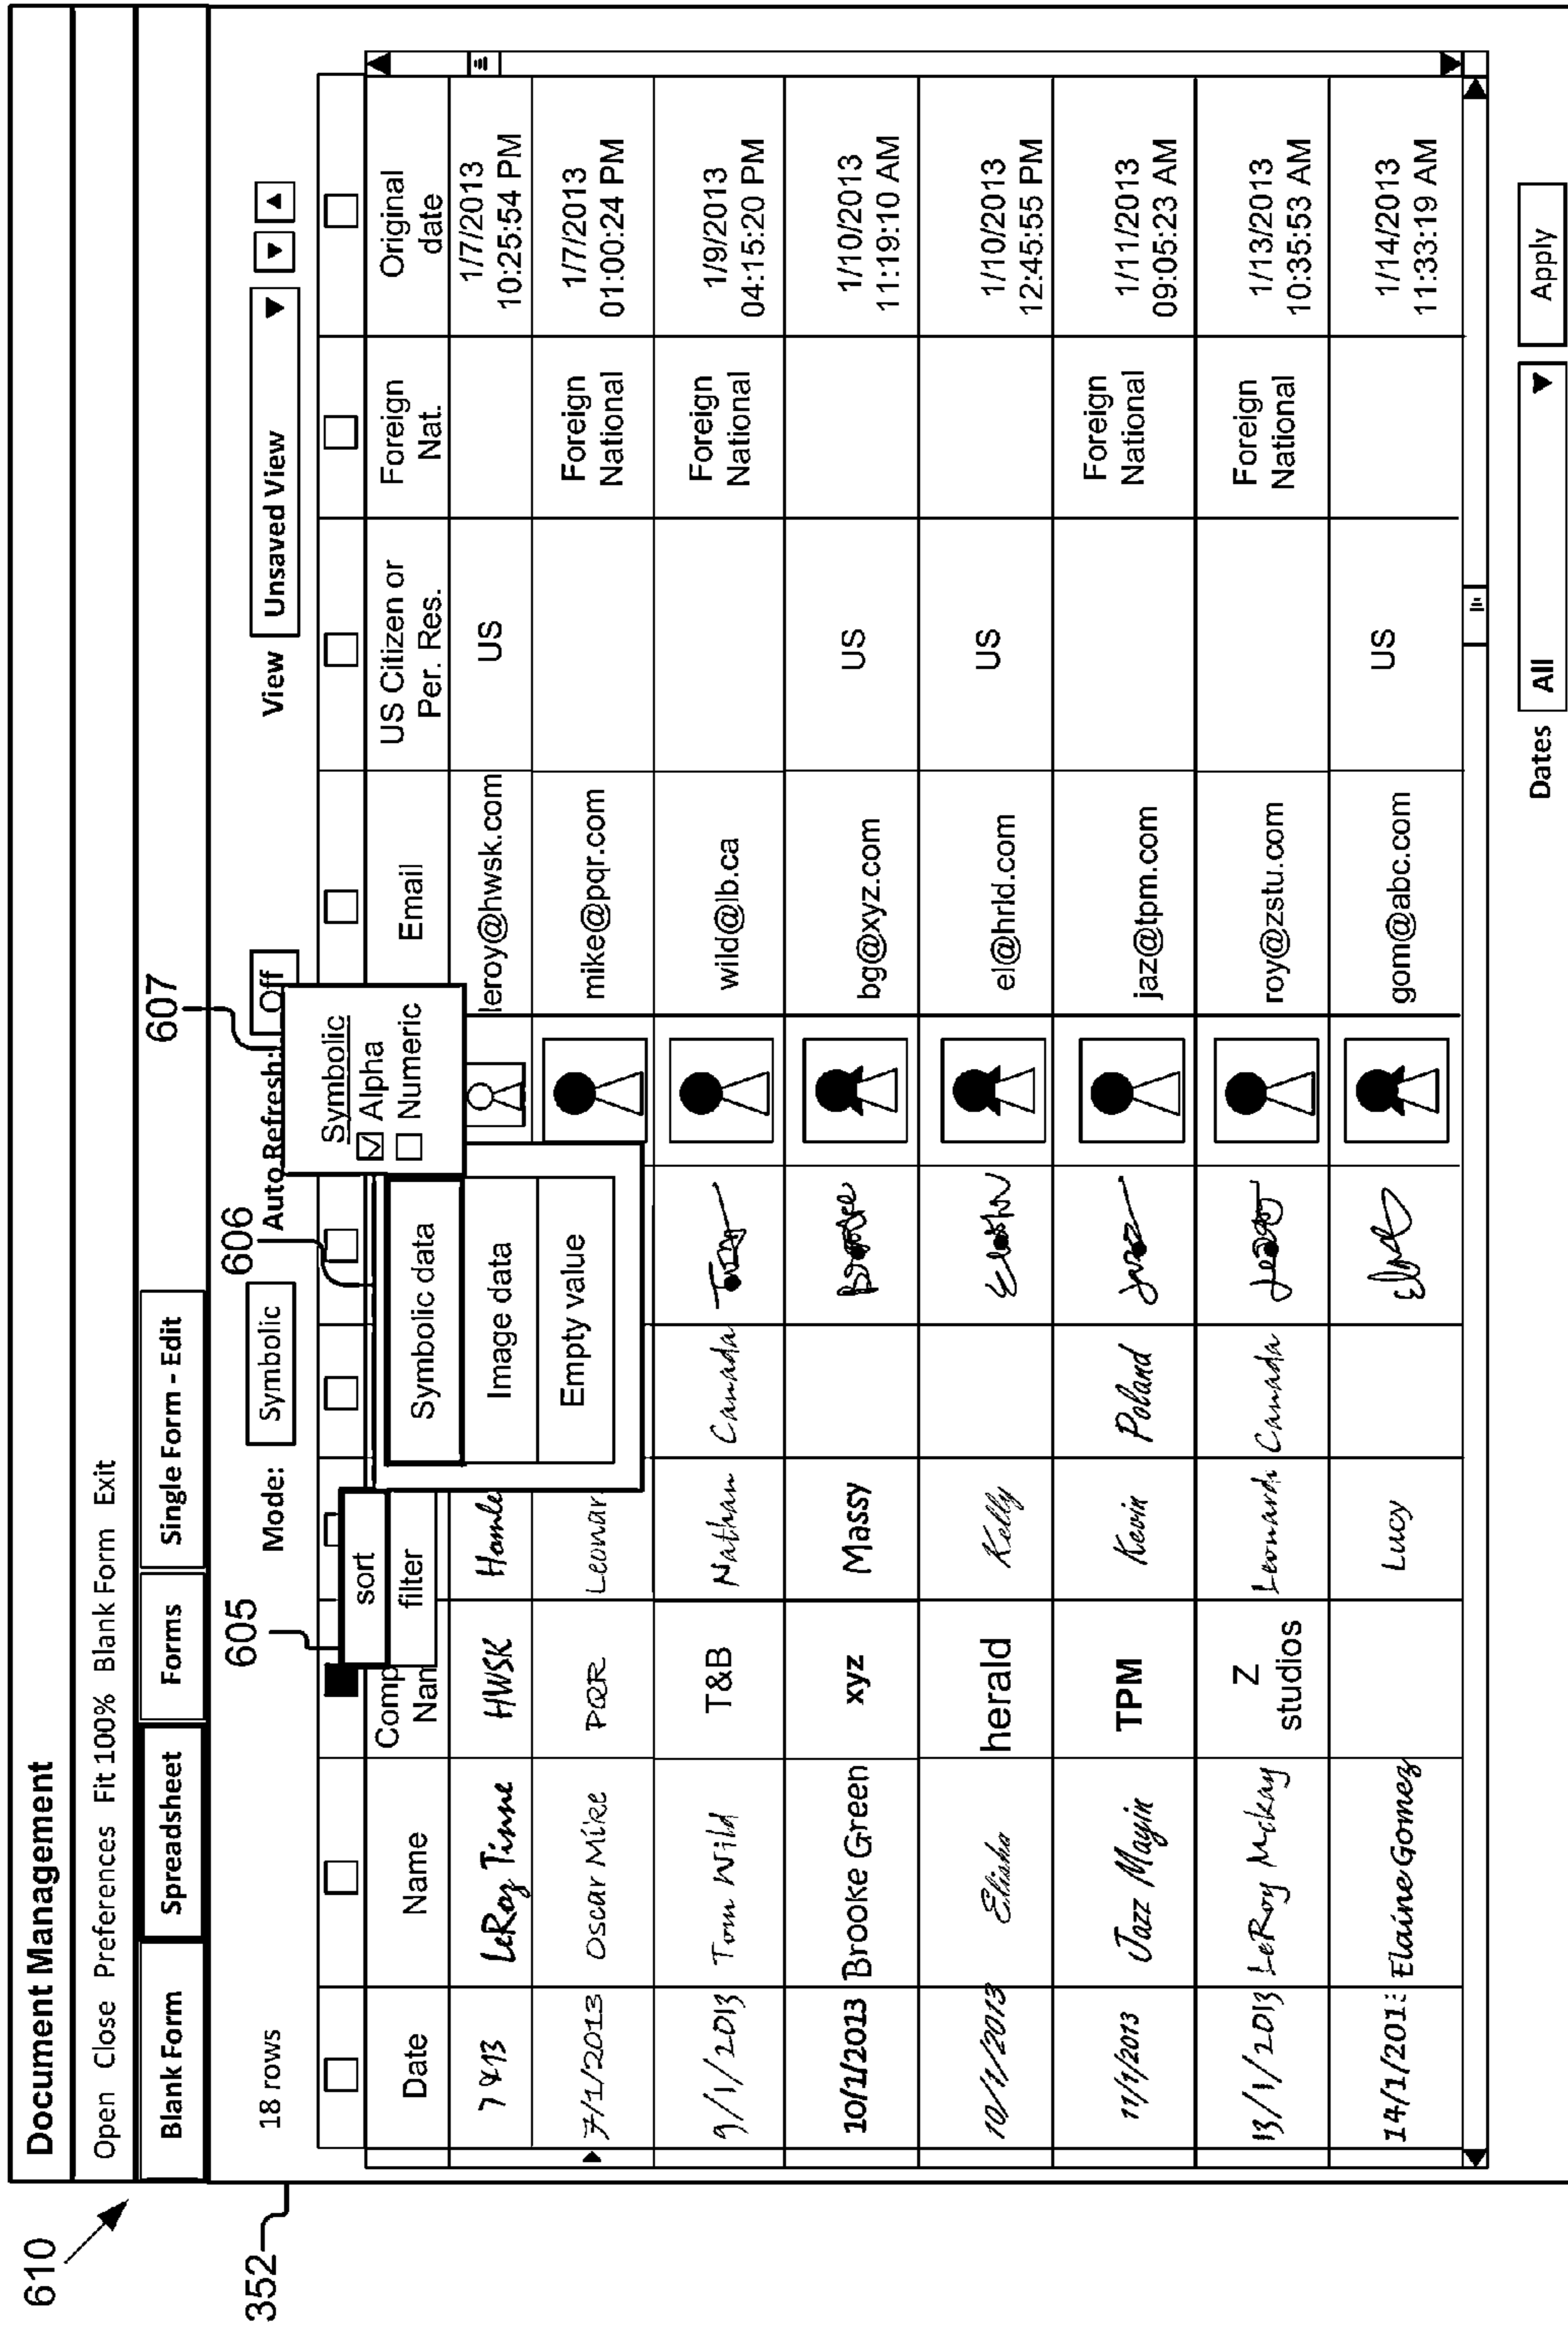 610
Document Management
Open Close Preferences Fit 100% Blank Form Exit
Blank Form Spreadsheet Forms Single Form - Edit
607
352
18 rows
605
Mode: Symbolic
606
Auto Refresh: Off
View Unsaved View
sort
filter
Symbolic data
Image data
Empty value
Symbolic
Alpha
Numeric
Date Name Comp Nan Email US Citizen or Per. Res. Foreign Nat. Original date
LeRoy HWSK Hamle leroy@hwsk.com US 1/7/2013 10:25:54 PM
7/1/2013 Oscar Mike PQR Leonar mike@pqr.com Foreign National 1/7/2013 01:00:24 PM
9/1/2013 Tom Wild T&B Nathan Canada wild@lb.ca Foreign National 1/9/2013 04:15:20 PM
10/1/2013 Brooke Green xyz Massy bg@xyz.com US 1/10/2013 11:19:10 AM
10/1/2013 Elisha herald Kelly el@hrld.com US 1/10/2013 12:45:55 PM
11/1/2013 Jazz Mayin TPM Kevin Poland jaz@tpm.com Foreign National 1/11/2013 09:05:23 AM
13/1/2013 LeRoy Mckay Z studios Leonardi Canada roy@zstu.com Foreign National 1/13/2013 10:35:53 AM
14/1/201 Elaine Gomez Lucy gom@abc.com US 1/14/2013 11:33:19 AM
Dates All Apply